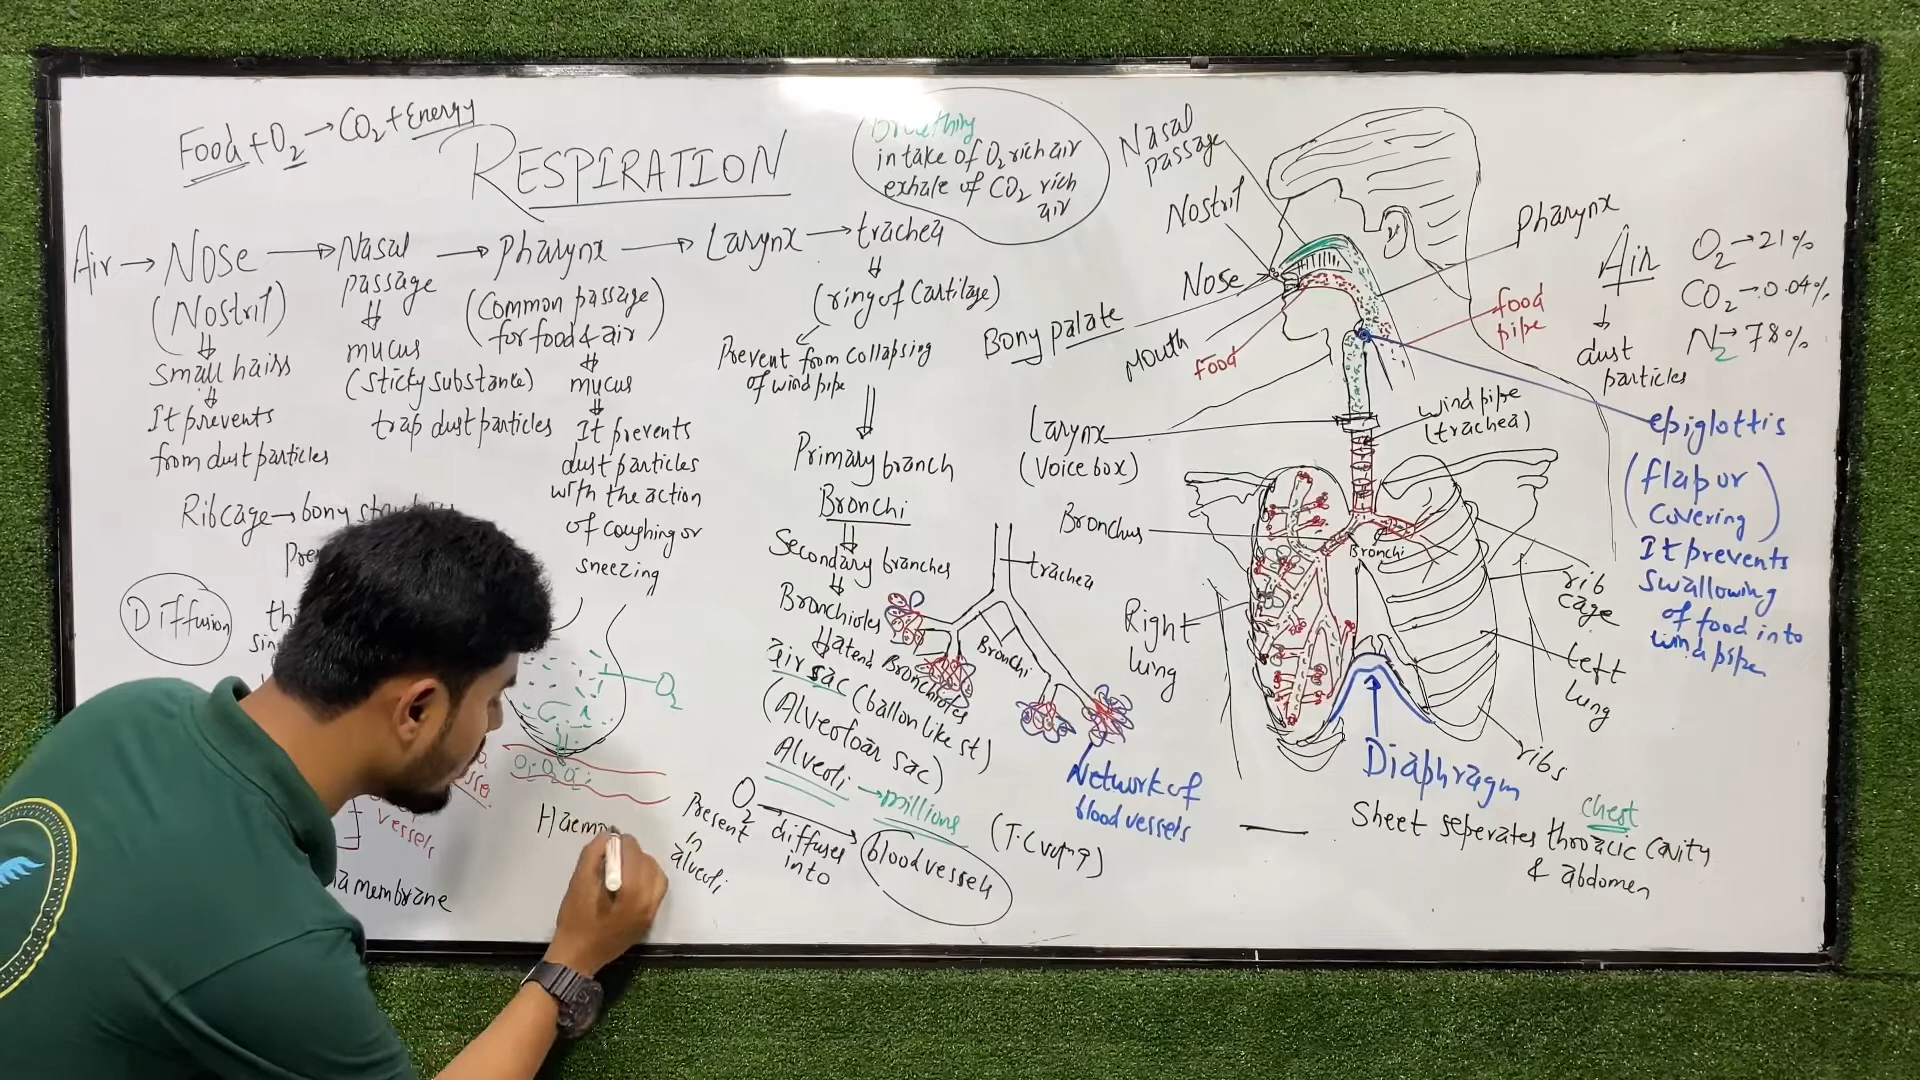 Food + O2 → CO2 + Energy
RESPIRATION
Breathing
intake of O2 rich air
exhale of CO2 rich
air
Air → Nose → Nasal passage → Pharynx → Larynx → trachea
(Nostril)
⇓
small hairs
⇓
It prevents
from dust particles
⇓
mucus
(sticky substance)
trap dust particles
(Common passage
for food & air)
⇓
mucus
⇓
It prevents
dust particles
with the action
of coughing or
sneezing
⇓
(ring of Cartilage)
Prevent from collapsing
of wind pipe
⇓
Primary branch
Bronchi
⇓
Secondary branches
⇓
Bronchioles
⇓ at end Bronchioles
air sac (ballon like st)
(Alveolar sac)
Alveoli → millions
Rib cage → bony
Diffusion
O2
O2 O2
vessels
membrane
Haemo
O2
Present
in
alveoli
diffuses
into
blood vessels
trachea
Bronchi
Network of
blood vessels
Nasal
passage
Nostril
Nose
Bony palate
Mouth
food
Larynx
(Voice box)
Bronchus
Right
lung
Pharynx
food
pipe
wind pipe
(trachea)
Bronchi
rib
cage
Left
lung
ribs
Diaphragm
— Sheet seperates thoracic cavity
chest
& abdomen
Air
↓
dust
particles
O2 → 21%
CO2 → 0.04%
N2 → 78%
epiglottis
(flap or
covering)
It prevents
swallowing
of food into
wind pipe